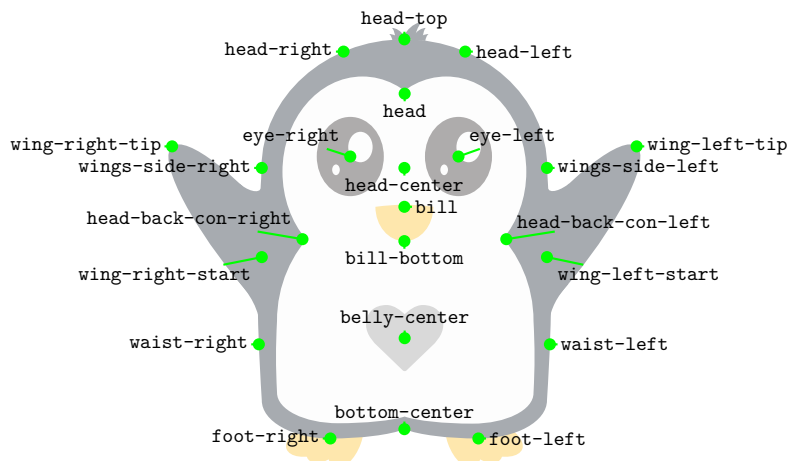 head-top
head-right
head-left
head
eye-right
eye-left
wing-right-tip
wing-left-tip
wings-side-right
wings-side-left
head-center
bill
head-back-con-right
head-back-con-left
bill-bottom
wing-right-start
wing-left-start
belly-center
waist-right
waist-left
bottom-center
foot-right
foot-left